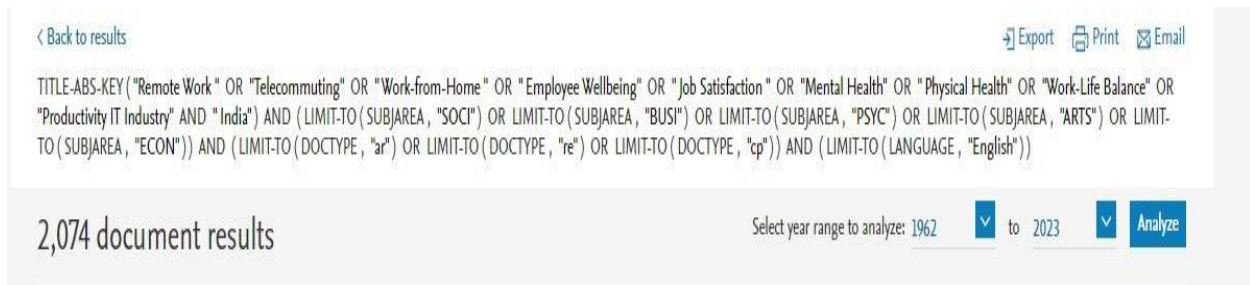 < Back to results
Export Print Email
TITLE-ABS-KEY ( "Remote Work" OR "Telecommuting" OR "Work-from-Home" OR "Employee Wellbeing" OR "Job Satisfaction" OR "Mental Health" OR "Physical Health" OR "Work-Life Balance" OR
"Productivity IT Industry" AND "India") AND ( LIMIT-TO ( SUBJAREA , "SOCI") OR LIMIT-TO ( SUBJAREA , "BUSI") OR LIMIT-TO ( SUBJAREA , "PSYC") OR LIMIT-TO ( SUBJAREA , "ARTS") OR LIMIT-
TO ( SUBJAREA , "ECON")) AND ( LIMIT-TO ( DOCTYPE , "ar") OR LIMIT-TO ( DOCTYPE , "re") OR LIMIT-TO ( DOCTYPE , "cp")) AND ( LIMIT-TO ( LANGUAGE , "English"))
2,074 document results
Select year range to analyze: 1962 to 2023 Analyze